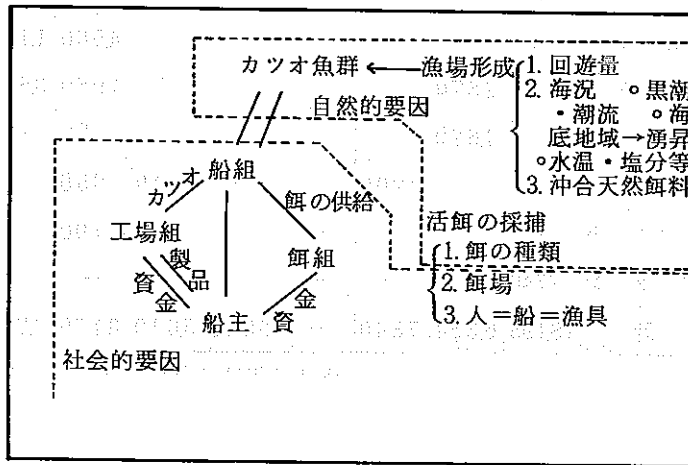 カツオ魚群 ← 漁場形成
1. 回遊量
2. 海況 ○黒潮
・潮流 ○海
底地域→湧昇
○水温・塩分等
3. 沖合天然餌料
自然的要因
船組
カツオ
餌の供給
工場組
餌組
製品
資金
船主
資金
社会的要因
活餌の採捕
1. 餌の種類
2. 餌場
3. 人=船=漁具